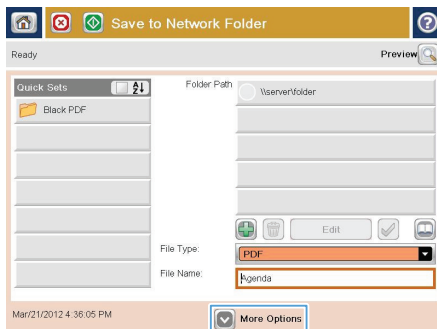 Save to Network Folder
Ready
Preview
Quick Sets
Black PDF
Folder Path
\\server\folder
Edit
File Type:
PDF
File Name:
Agenda
Mar/21/2012 4:36:05 PM
More Options